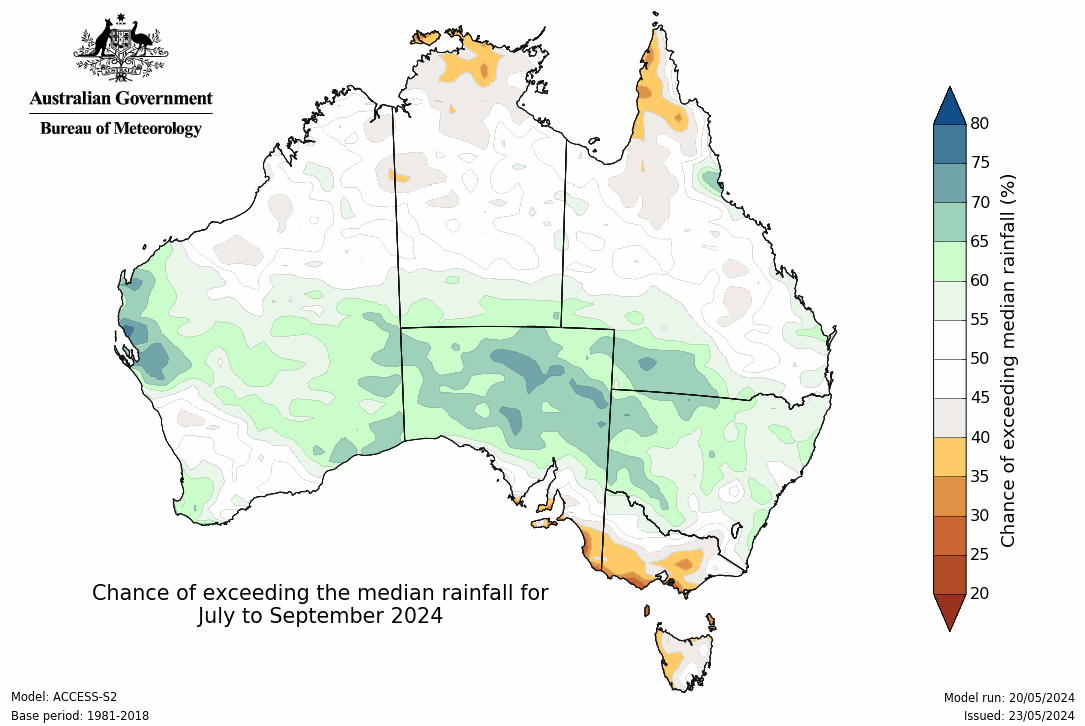 Australian Government
Bureau of Meteorology
80
75
70
65
60
55
50
45
40
35
30
25
20
Chance of exceeding median rainfall (%)
Chance of exceeding the median rainfall for
July to September 2024
Model: ACCESS-S2
Base period: 1981-2018
Model run: 20/05/2024
Issued: 23/05/2024